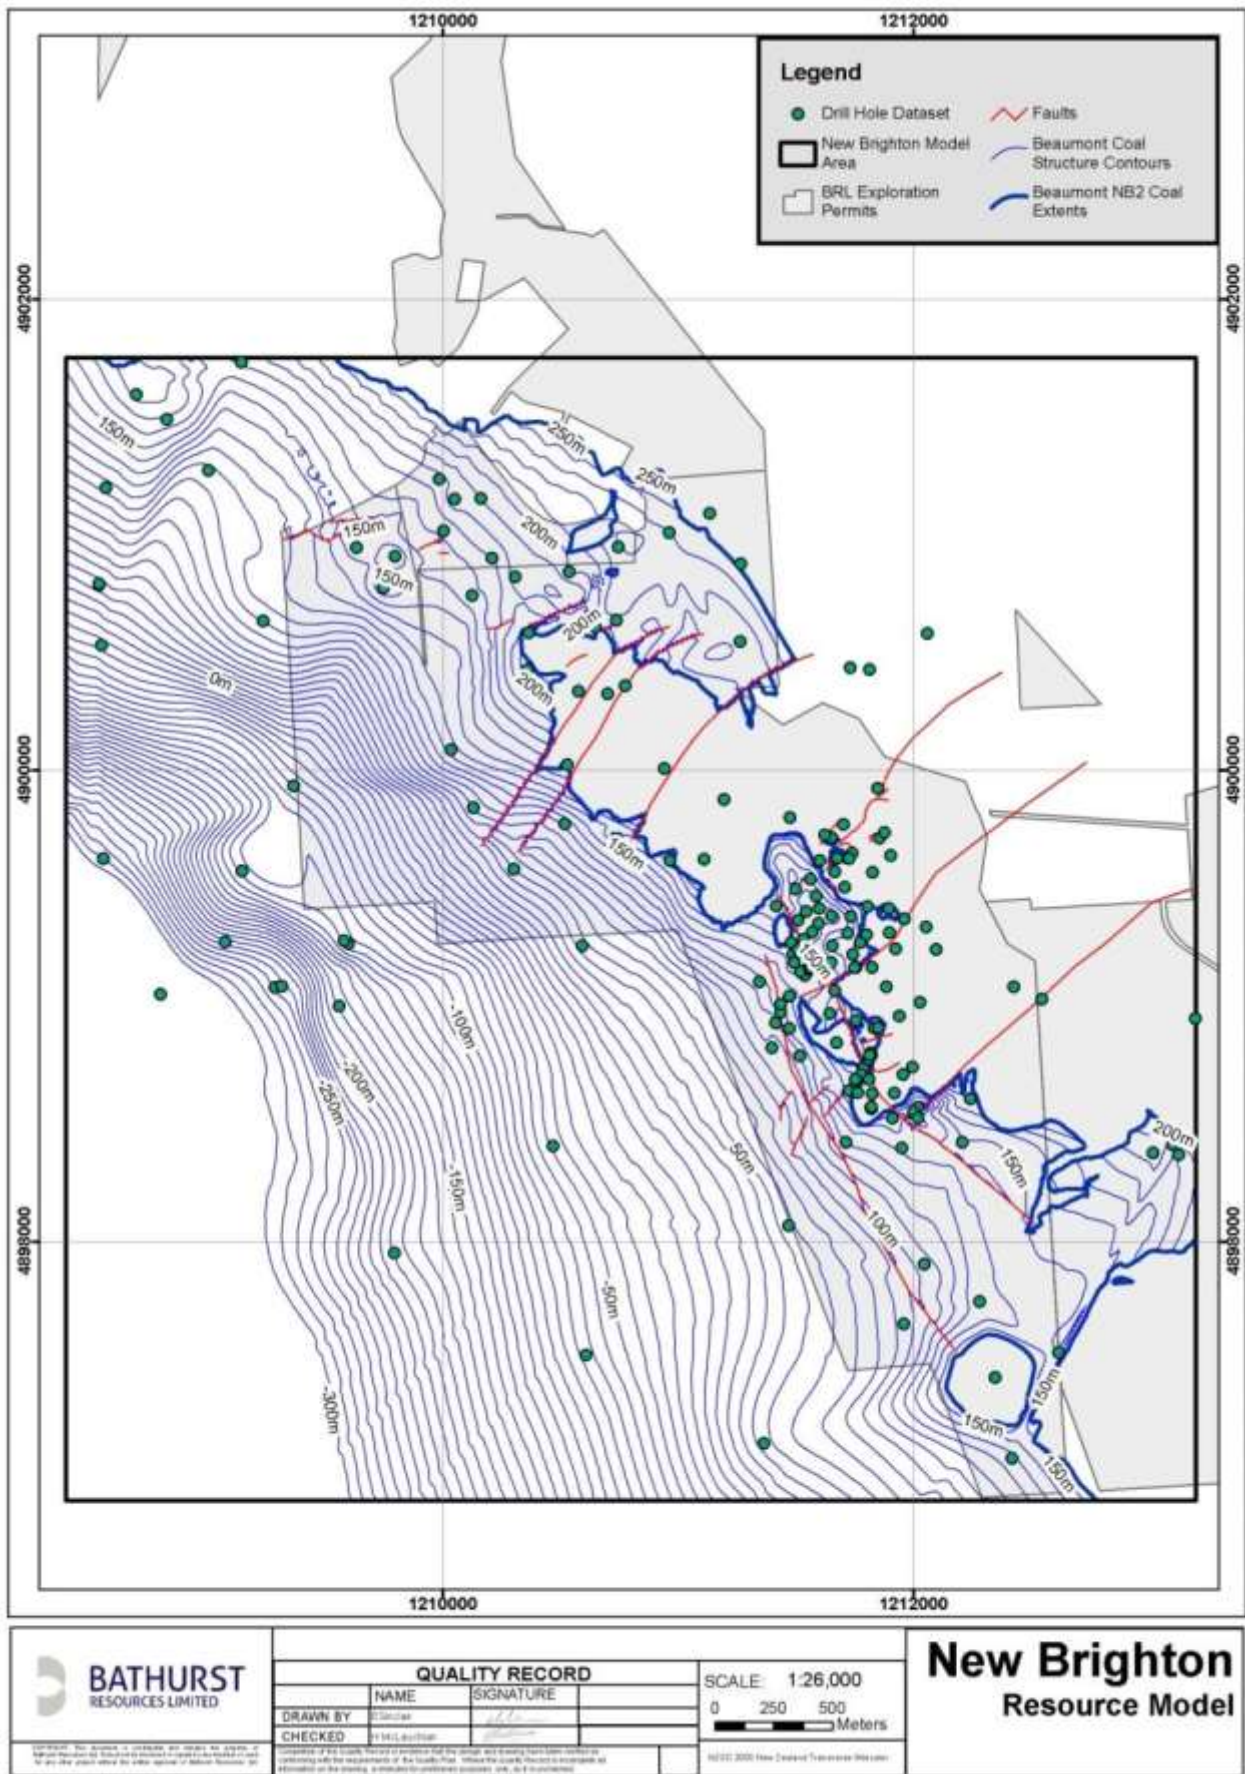 1210000
1212000
Legend
Drill Hole Dataset
Faults
New Brighton Model
Area
Beaumont Coal
Structure Contours
BRL Exploration
Permits
Beaumont NB2 Coal
Extents
4902000
4902000
150m
250m
250m
200m
150m
150m
200m
200m
0m
4900000
4900000
150m
150m
-100m
-200m
-250m
-150m
50m
150m
200m
100m
4898000
4898000
-50m
-300m
150m
150m
150m
1210000
1212000
BATHURST
RESOURCES LIMITED
QUALITY RECORD
NAME
SIGNATURE
DRAWN BY
CHECKED
SCALE: 1:26,000
0 250 500
Meters
New Brighton
Resource Model